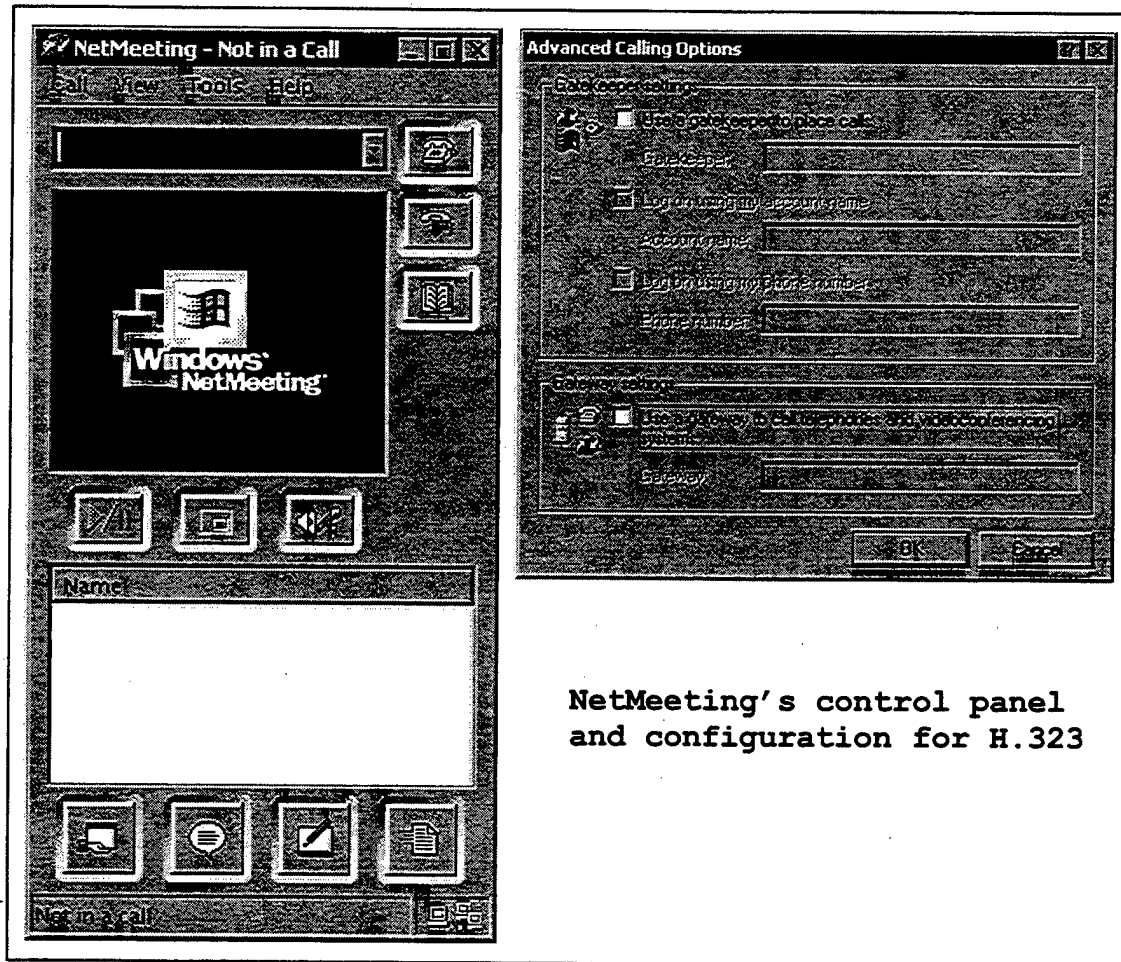 NetMeeting - Not in a Call
Call View Tools Help
Windows
NetMeeting
Name
Not in a call
Advanced Calling Options
Gatekeeper settings
Use a gatekeeper to place calls.
Gatekeeper:
Log on using my account name
Account name:
Log on using my phone number
Phone number:
Gateway settings
Use a gateway to call telephones and videoconferencing
systems.
Gateway:
OK Cancel
NetMeeting's control panel
and configuration for H.323